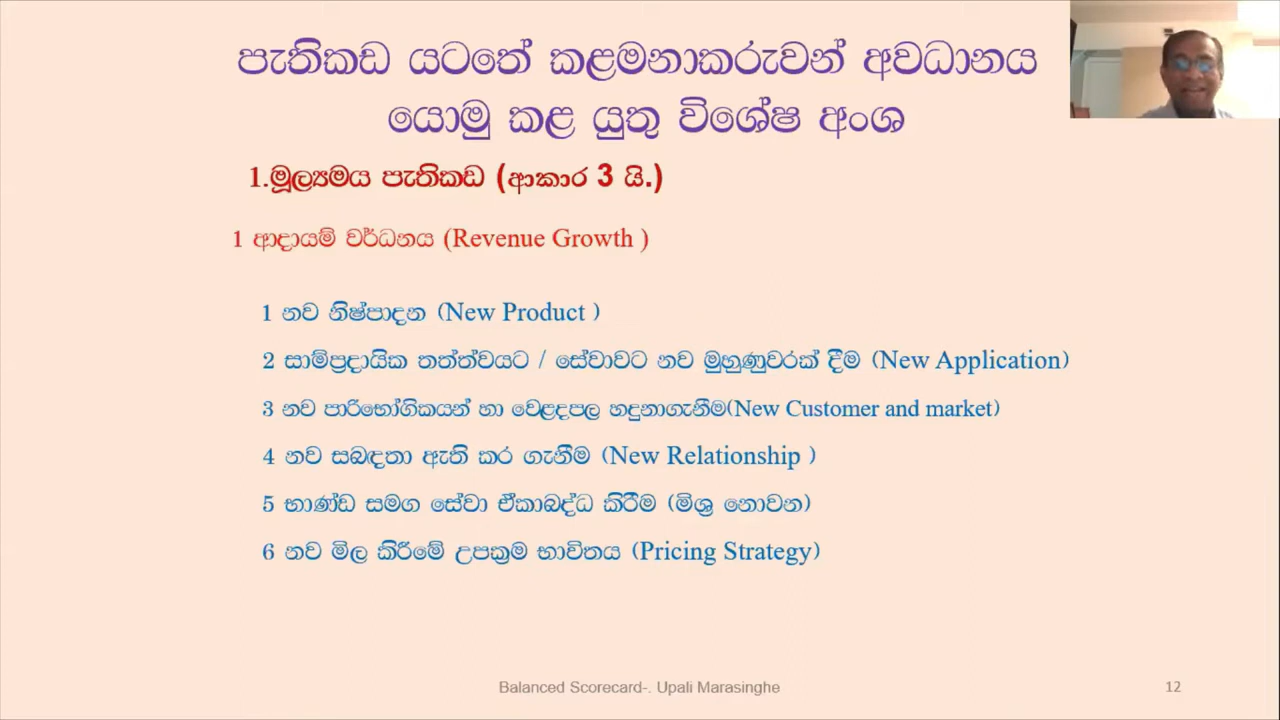 පැතිකඩ යටතේ කළමනාකරුවන් අවධානය
යොමු කළ යුතු විශේෂ අංශ
1.මූල්‍යමය පැතිකඩ (ආකාර 3 යි.)
1 ආදායම් වර්ධනය (Revenue Growth )
1 නව නිෂ්පාදන (New Product )
2 සාම්ප්‍රදායික තත්ත්වයට / සේවාවට නව මුහුණුවරක් දීම (New Application)
3 නව පාරිභෝගිකයන් හා වෙළදපල හදුනාගැනීම(New Customer and market)
4 නව සබඳතා ඇති කර ගැනීම (New Relationship )
5 භාණ්ඩ සමග සේවා ඒකාබද්ධ කිරීම (මිශ්‍ර නොවන)
6 නව මිල කිරීමේ උපක්‍රම භාවිතය (Pricing Strategy)
Balanced Scorecard-. Upali Marasinghe
12